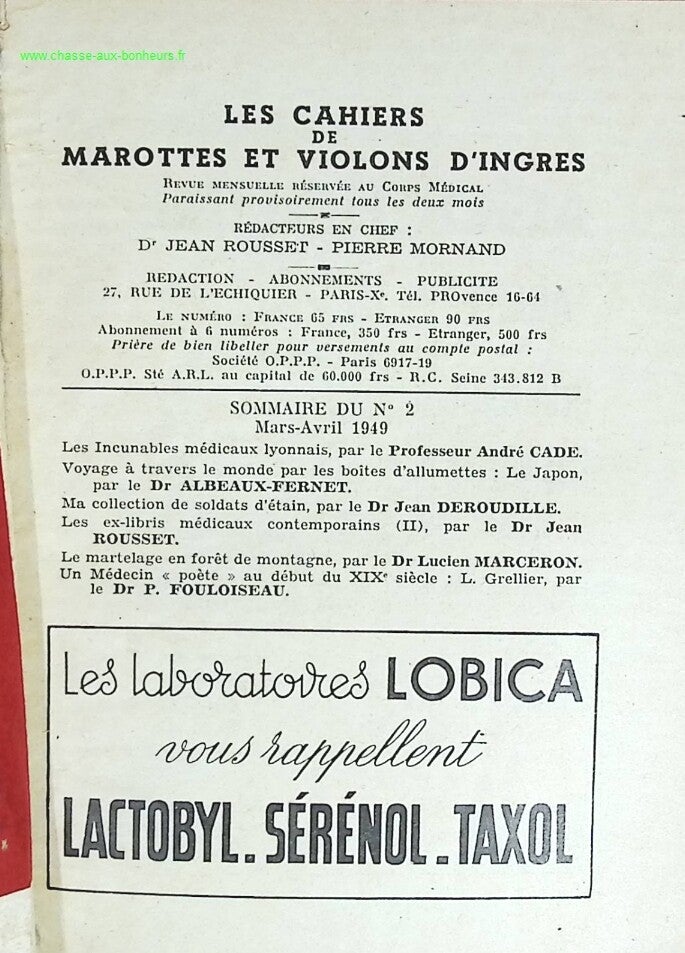 www.chasse-aux-bonheurs.fr
LES CAHIERS
DE
MAROTTES ET VIOLONS D'INGRES
REVUE MENSUELLE RÉSERVÉE AU CORPS MÉDICAL
Paraissant provisoirement tous les deux mois
RÉDACTEURS EN CHEF :
Dr JEAN ROUSSET - PIERRE MORNAND
REDACTION - ABONNEMENTS - PUBLICITE
27, RUE DE L'ECHIQUIER - PARIS-Xe. Tél. PROvence 16-64
LE NUMÉRO : FRANCE 65 FRS - ETRANGER 90 FRS
Abonnement à 6 numéros : France, 350 frs - Etranger, 500 frs
Prière de bien libeller pour versements au compte postal :
Société O.P.P.P. - Paris 6917-19
O.P.P.P. Sté A.R.L. au capital de 60.000 frs - R.C. Seine 343.812 B
SOMMAIRE DU No 2
Mars-Avril 1949
Les Incunables médicaux lyonnais, par le Professeur André CADE.
Voyage à travers le monde par les boîtes d'allumettes : Le Japon,
par le Dr ALBEAUX-FERNET.
Ma collection de soldats d'étain, par le Dr Jean DEROUDILLE.
Les ex-libris médicaux contemporains (II), par le Dr Jean
ROUSSET.
Le martelage en forêt de montagne, par le Dr Lucien MARCERON.
Un Médecin « poète » au début du XIXe siècle : L. Grellier, par
le Dr P. FOULOISEAU.
Les laboratoires LOBICA
vous rappellent
LACTOBYL. SÉRÉNOL. TAXOL